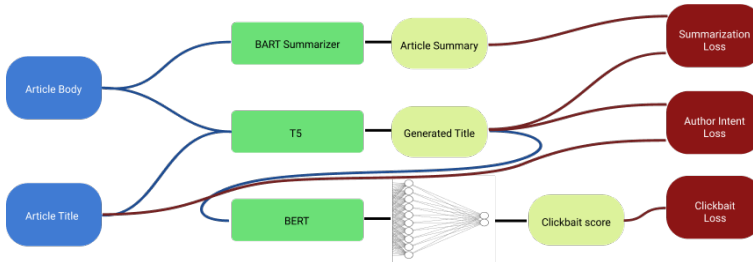 BART Summarizer
Article Summary
Summarization
Loss
Article Body
T5
Generated Title
Author Intent
Loss
Article Title
BERT
Clickbait score
Clickbait
Loss